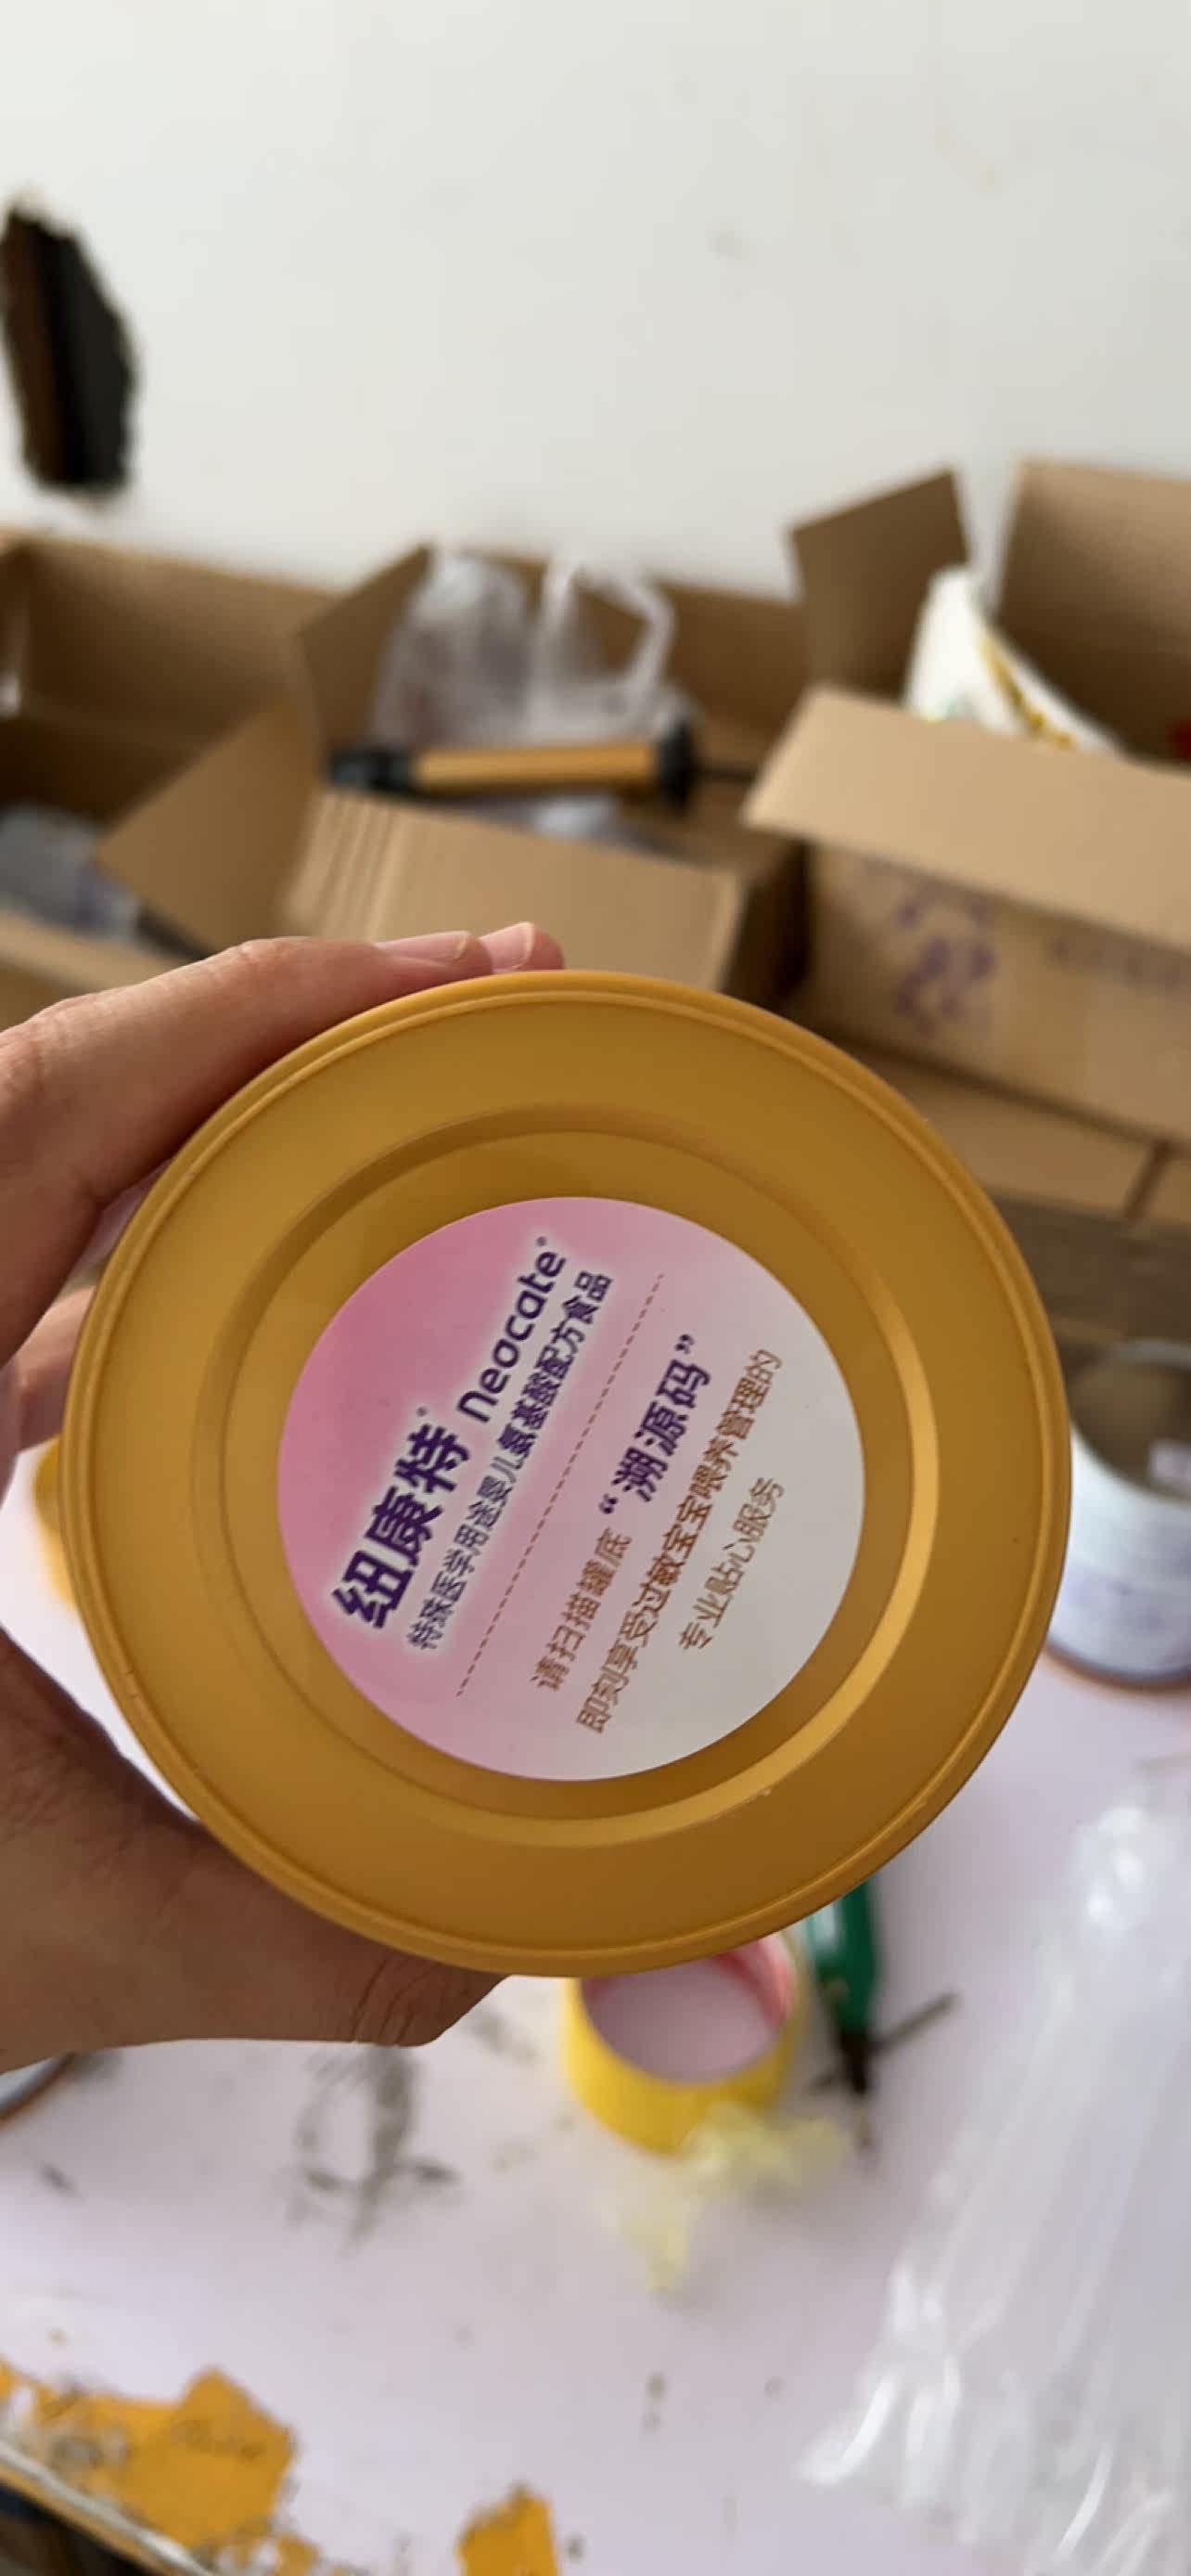 纽康特® neocate®
特殊医学用途婴儿氨基酸配方食品
请扫描罐底 “溯源码”
即刻享受过敏宝宝喂养管理的
专业贴心服务